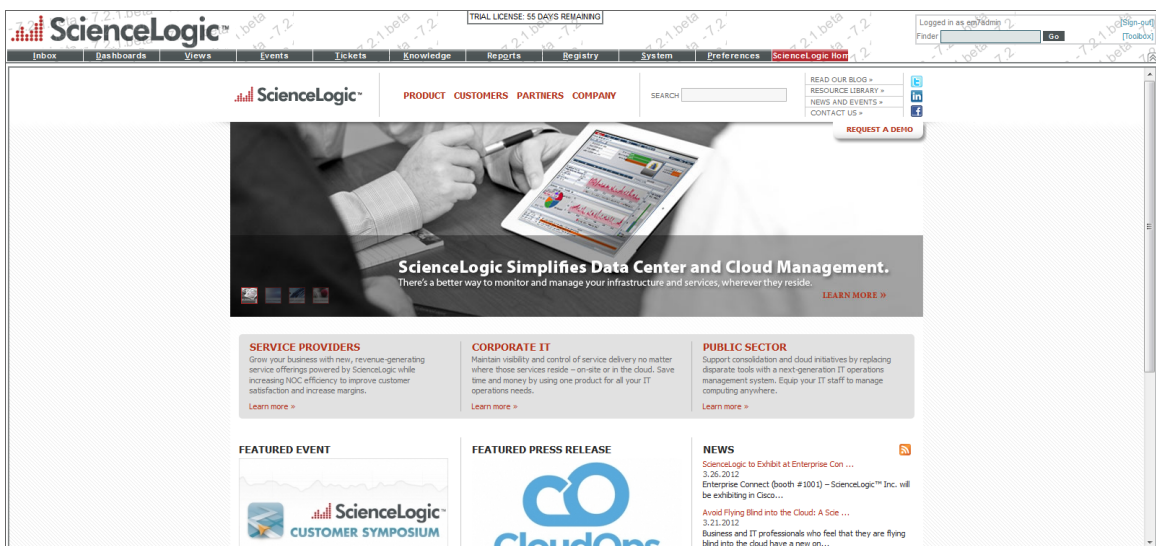 TRIAL LICENSE: 55 DAYS REMAINING
ScienceLogic™
Logged in as em7admin [Sign-out]
Finder Go [Toolbox]
Inbox Dashboards Views Events Tickets Knowledge Reports Registry System Preferences ScienceLogic Hom
7.2.1.beta
ScienceLogic™
PRODUCT CUSTOMERS PARTNERS COMPANY
SEARCH
READ OUR BLOG »
RESOURCE LIBRARY »
NEWS AND EVENTS »
CONTACT US »
REQUEST A DEMO
ScienceLogic Simplifies Data Center and Cloud Management.
There's a better way to monitor and manage your infrastructure and services, wherever they reside.
LEARN MORE »
SERVICE PROVIDERS
Grow your business with new, revenue-generating
service offerings powered by ScienceLogic while
increasing NOC efficiency to improve customer
satisfaction and increase margins.
Learn more »
CORPORATE IT
Maintain visibility and control of service delivery no matter
where those services reside – on-site or in the cloud. Save
time and money by using one product for all your IT
operations needs.
Learn more »
PUBLIC SECTOR
Support consolidation and cloud initiatives by replacing
disparate tools with a next-generation IT operations
management system. Equip your IT staff to manage
computing anywhere.
Learn more »
FEATURED EVENT
ScienceLogic™
CUSTOMER SYMPOSIUM
FEATURED PRESS RELEASE
CloudOps
NEWS
ScienceLogic to Exhibit at Enterprise Con ...
3.26.2012
Enterprise Connect (booth #1001) – ScienceLogic™ Inc. will
be exhibiting in Cisco...
Avoid Flying Blind into the Cloud: A Scie ...
3.21.2012
Business and IT professionals who feel that they are flying
blind into the cloud have a new on...